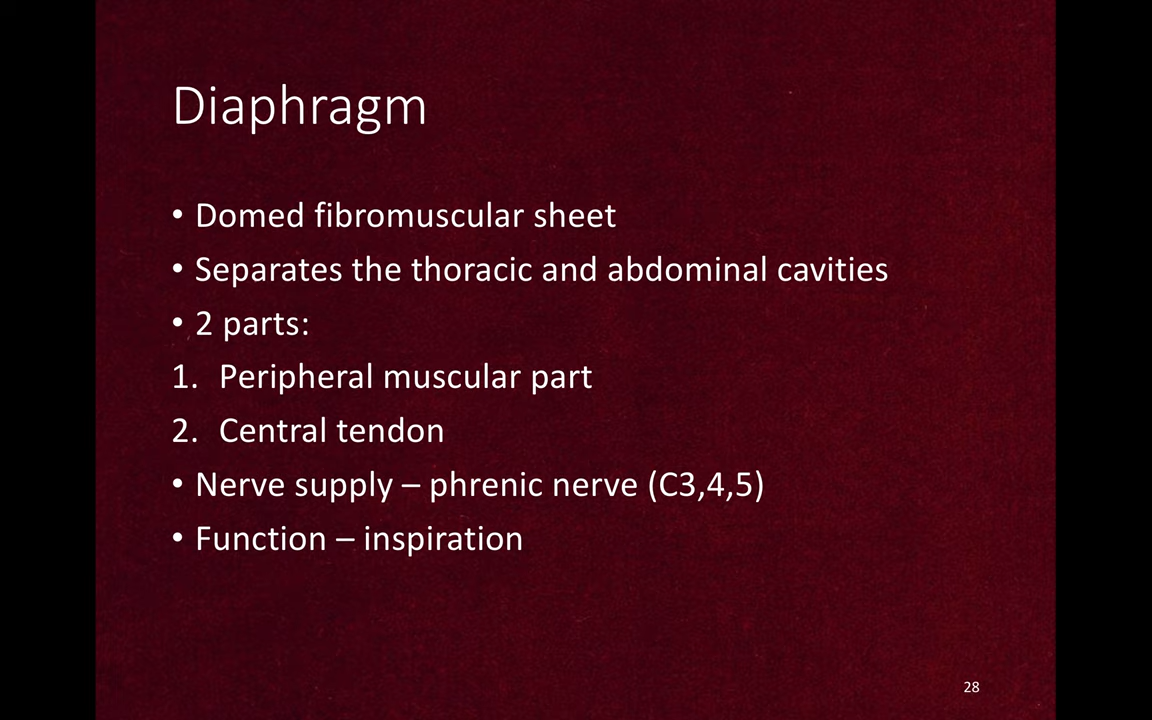 Diaphragm
• Domed fibromuscular sheet
• Separates the thoracic and abdominal cavities
• 2 parts:
1. Peripheral muscular part
2. Central tendon
• Nerve supply – phrenic nerve (C3,4,5)
• Function – inspiration
28